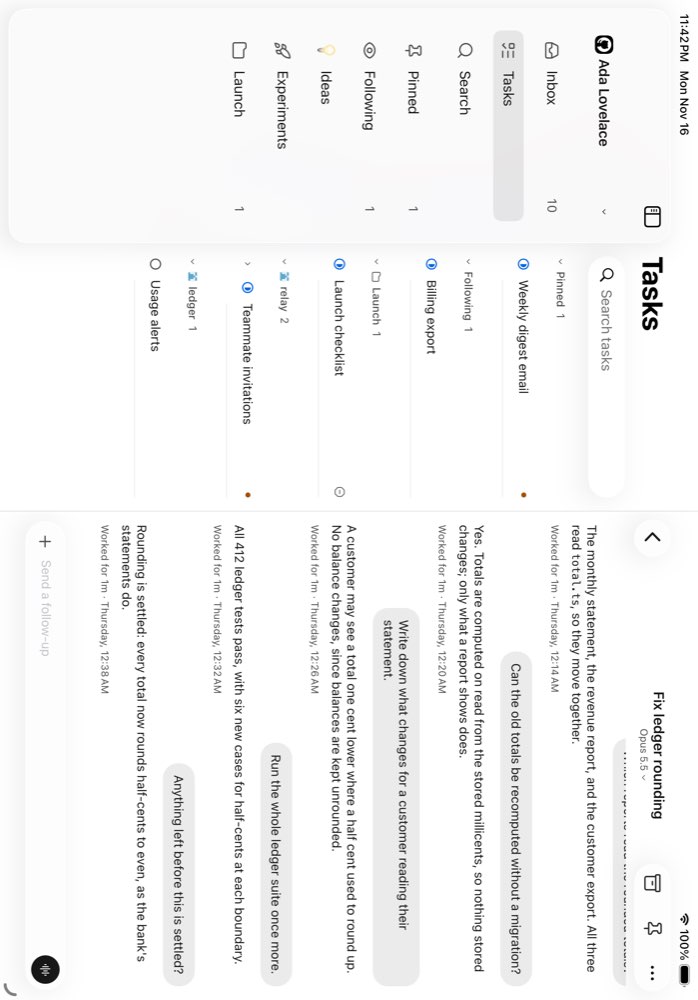 11:42 PM Mon Nov 16
100%
Ada Lovelace
Inbox 10
Tasks
Search
Pinned 1
Following 1
Ideas
Experiments
Launch 1
Tasks
Search tasks
Pinned 1
Weekly digest email
Following 1
Billing export
Launch 1
Launch checklist
relay 2
Teammate invitations
ledger 1
Usage alerts
Fix ledger rounding
Opus 5.5
Which reports read the rounded totals?
The monthly statement, the revenue report, and the customer export. All three
read total.ts, so they move together.
Worked for 1m · Thursday, 12:14 AM
Can the old totals be recomputed without a migration?
Yes. Totals are computed on read from the stored millicents, so nothing stored
changes; only what a report shows does.
Worked for 1m · Thursday, 12:20 AM
Write down what changes for a customer reading their
statement.
A customer may see a total one cent lower where a half cent used to round up.
No balance changes, since balances are kept unrounded.
Worked for 1m · Thursday, 12:26 AM
Run the whole ledger suite once more.
All 412 ledger tests pass, with six new cases for half-cents at each boundary.
Worked for 1m · Thursday, 12:32 AM
Anything left before this is settled?
Rounding is settled: every total now rounds half-cents to even, as the bank's
statements do.
Worked for 1m · Thursday, 12:38 AM
Send a follow-up